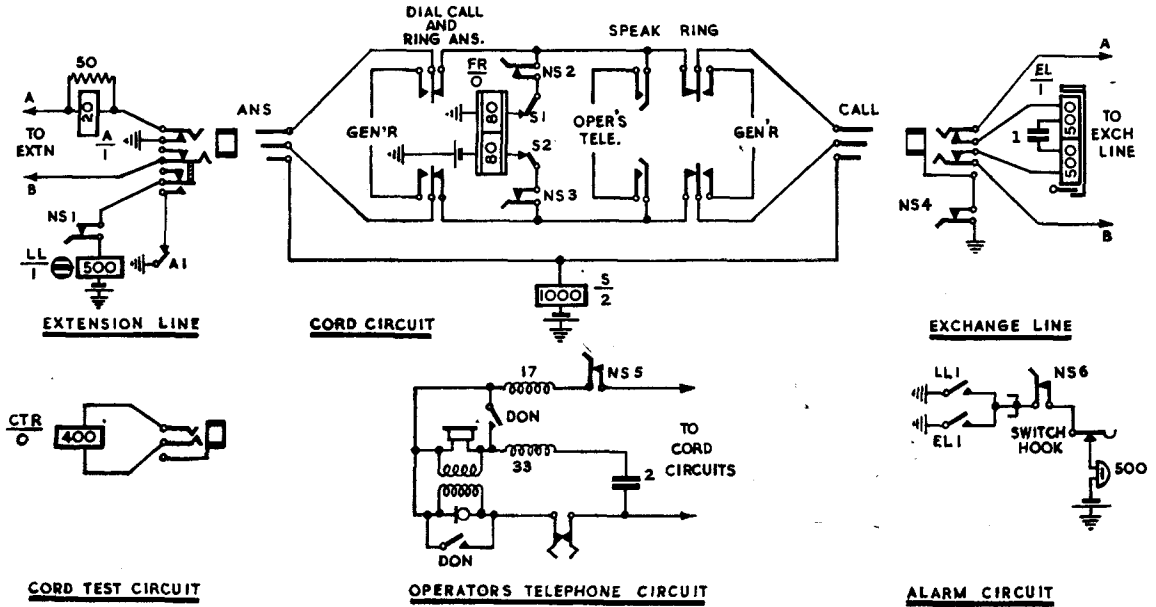 DIAL CALL
AND
RING ANS.
SPEAK RING
50
A
20
A
1
TO
EXTN
B
NS1
LL
1
500
A1
EXTENSION LINE
ANS
GEN'R
FR
0
80
80
NS2
S1
S2
NS3
OPER'S
TELE.
GEN'R
CALL
1000
S
2
CORD CIRCUIT
A
EL
1
1
500
500
TO
EXCH
LINE
NS4
B
EXCHANGE LINE
CTR
0
400
CORD TEST CIRCUIT
17
NS5
DON
33
2
TO
CORD
CIRCUITS
DON
OPERATORS TELEPHONE CIRCUIT
LL1
EL1
NS6
SWITCH
HOOK
500
ALARM CIRCUIT